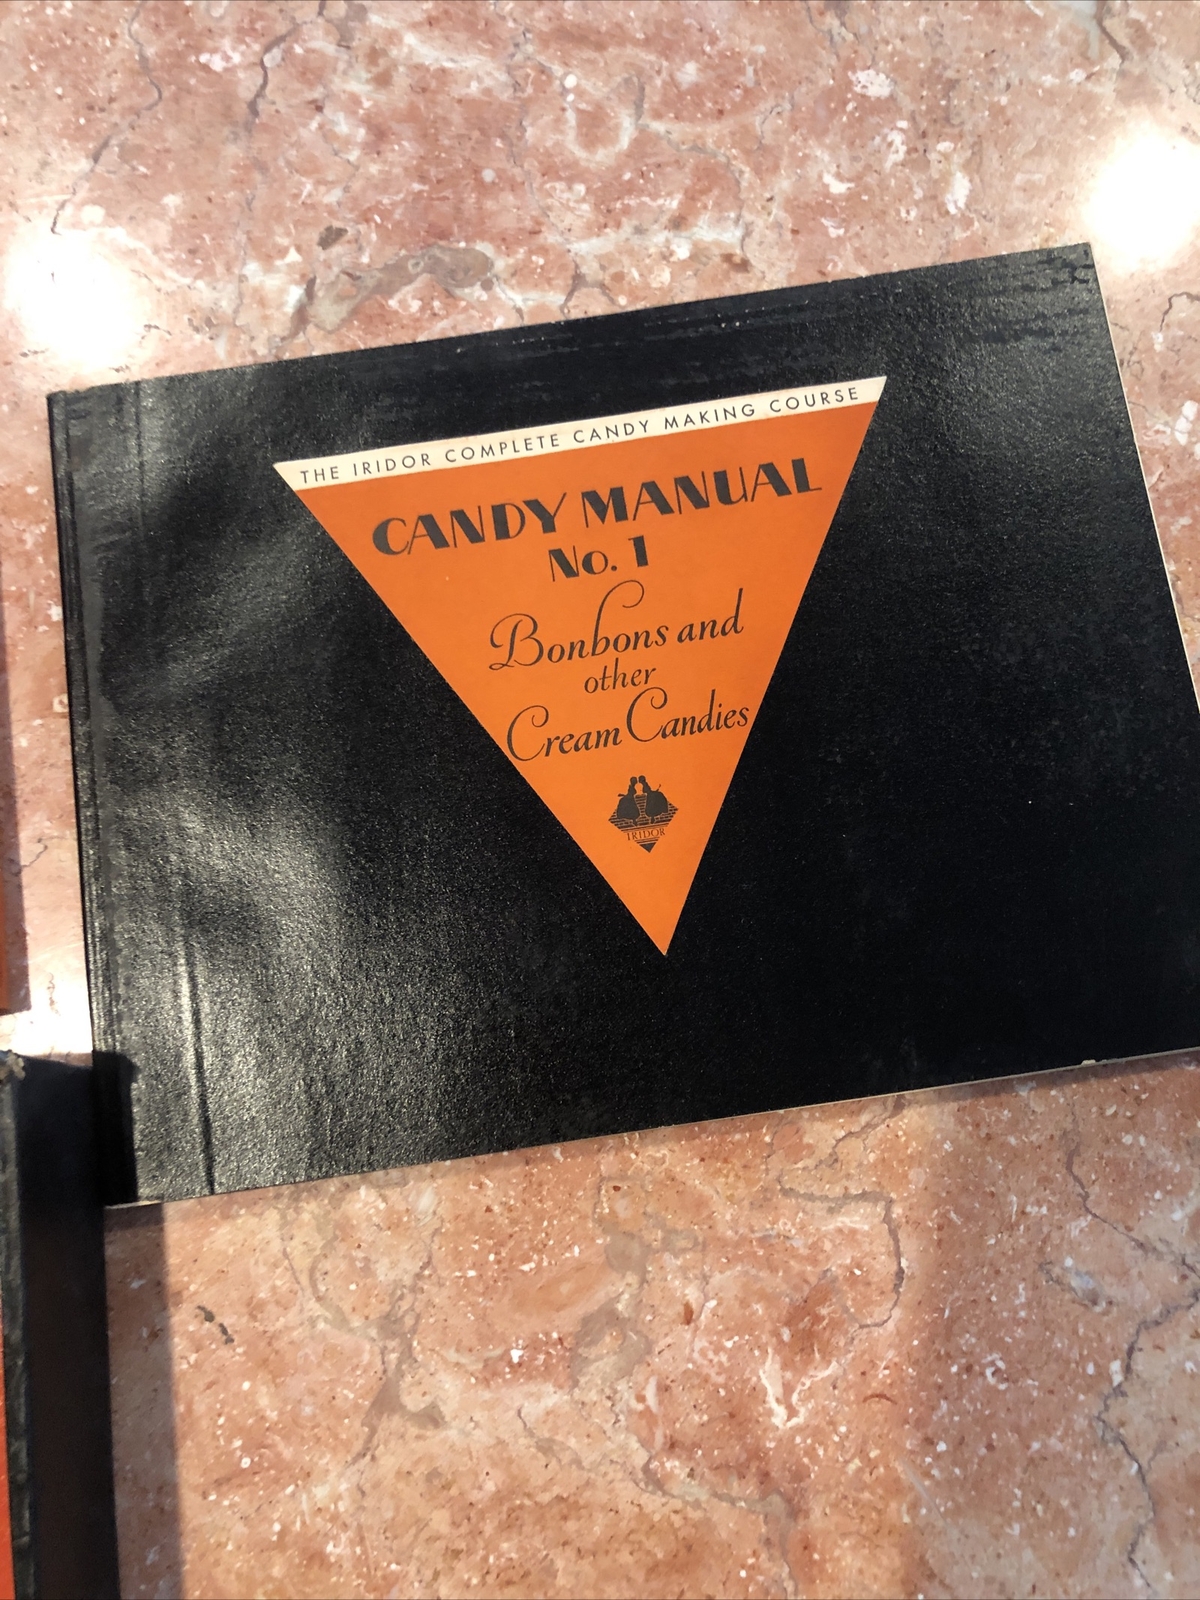 THE IRIDOR COMPLETE CANDY MAKING COURSE
CANDY MANUAL
No. 1
Bonbons and
other
Cream Candies
IRIDOR